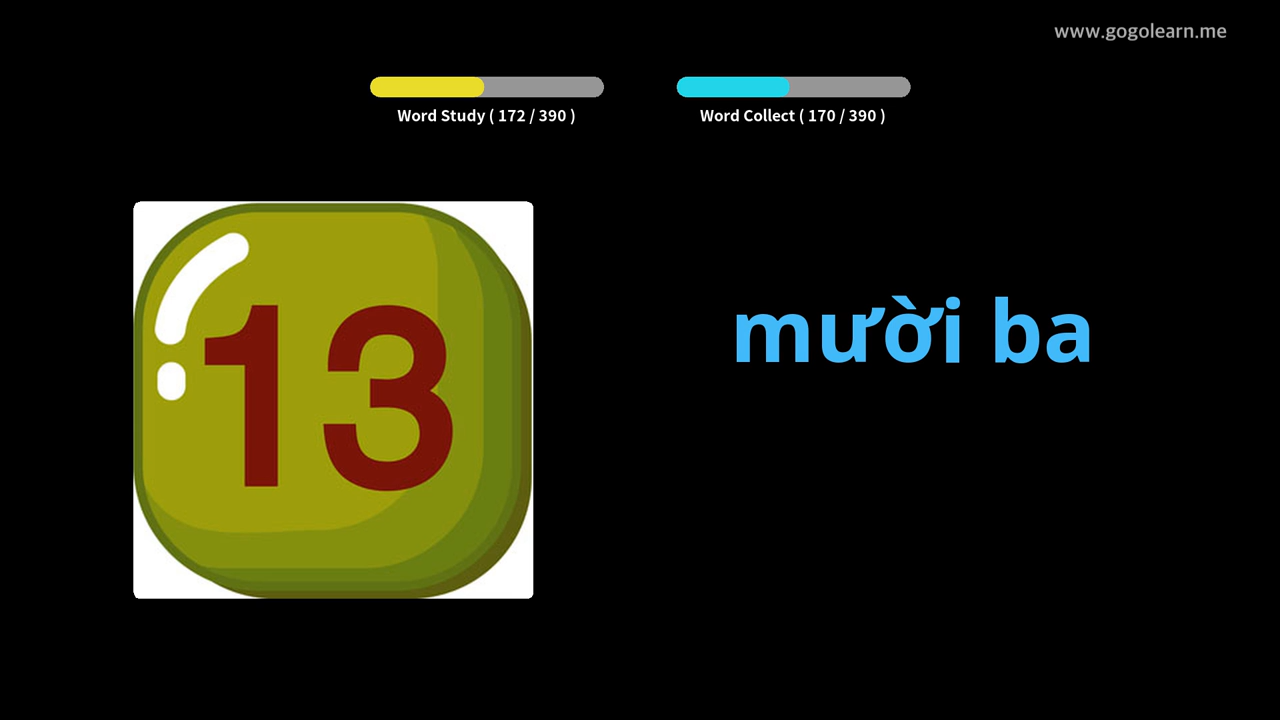 www.gogolearn.me
Word Study ( 172 / 390 )
Word Collect ( 170 / 390 )
13
mười ba